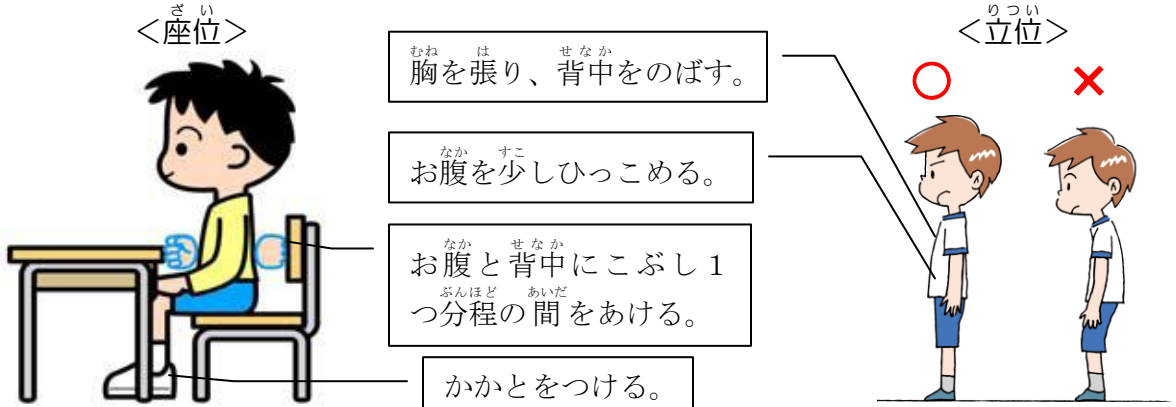 ＜座位＞
胸を張り、背中をのばす。
お腹を少しひっこめる。
お腹と背中にこぶし１
つ分程の間をあける。
かかとをつける。
＜立位＞
○ ×